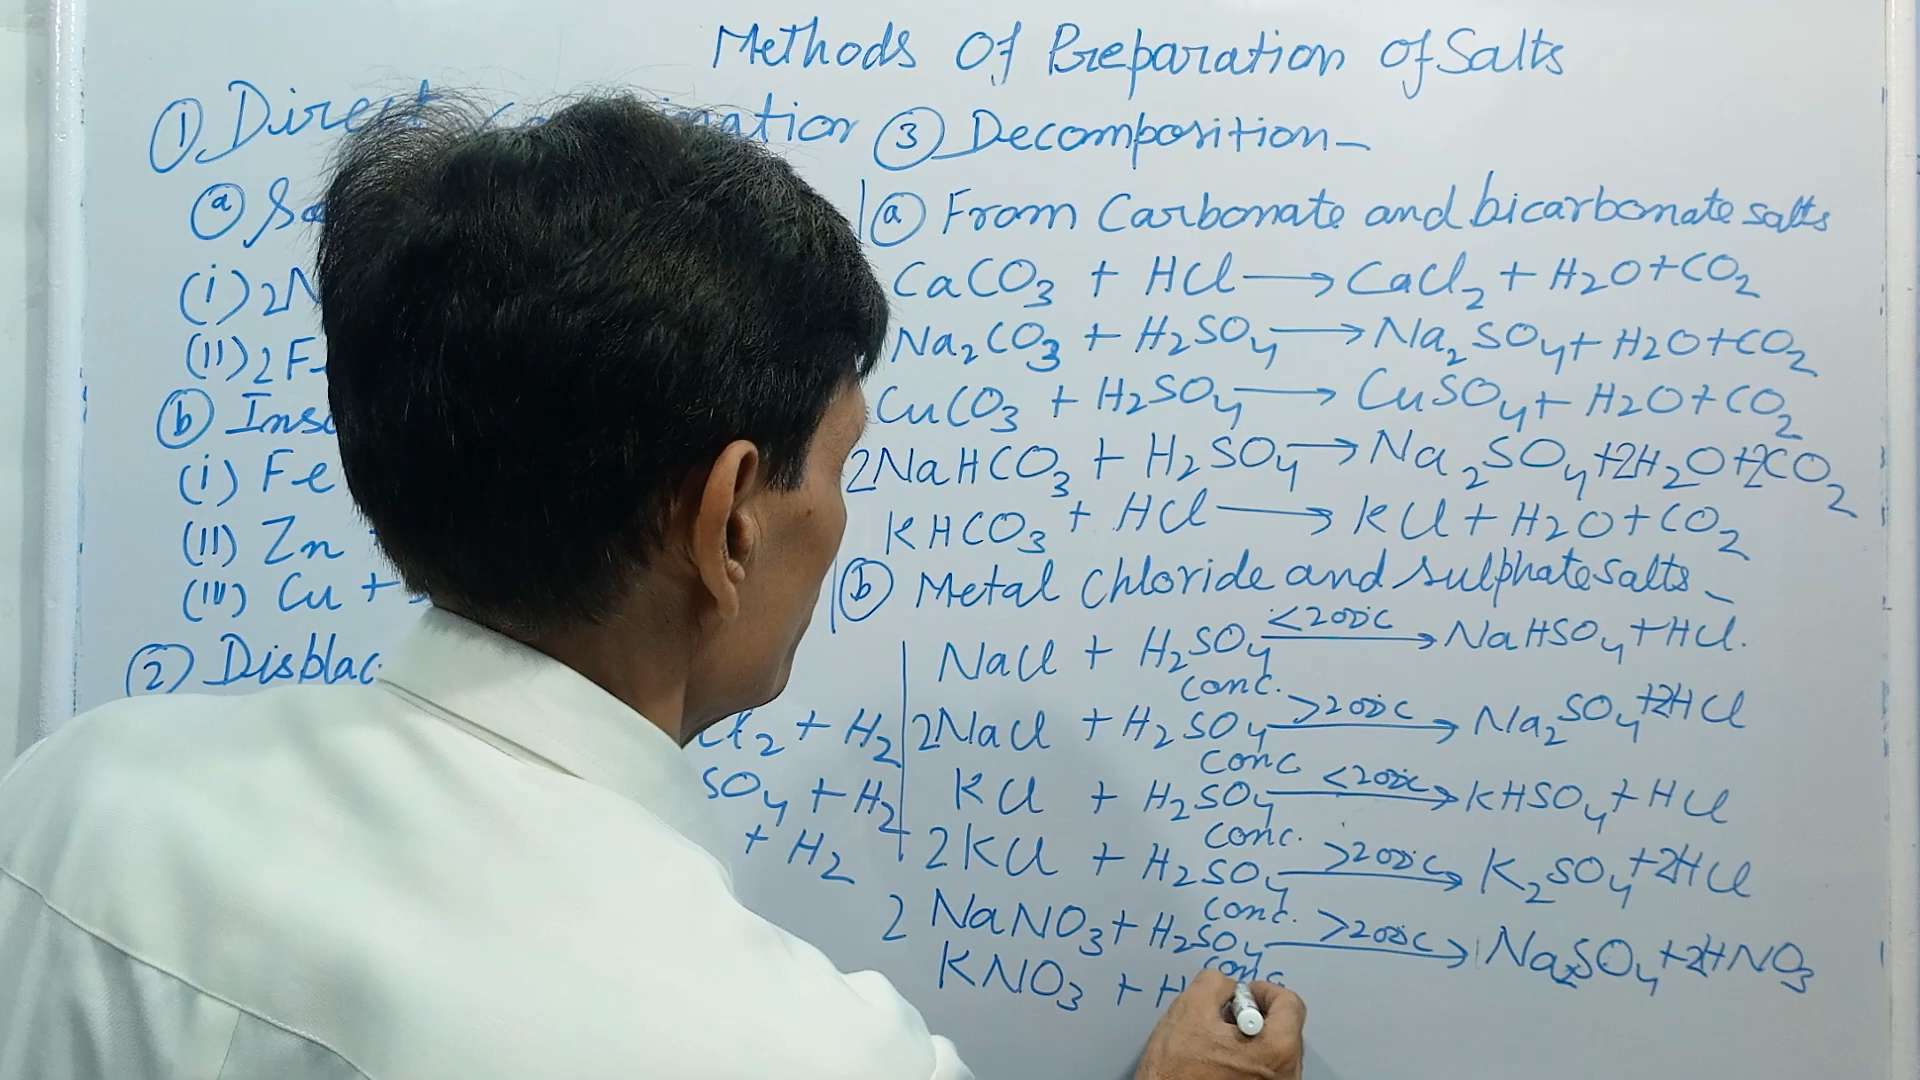 Methods Of Preparation of Salts
① Direct
③ Decomposition-
ⓐ
ⓐ From Carbonate and bicarbonate salts
(i) 2N
CaCO3 + HCl → CaCl2 + H2O+CO2
(II) 2F
Na2CO3 + H2SO4 → Na2SO4+ H2O+CO2
ⓑ
CuCO3 + H2SO4 → CuSO4+ H2O+CO2
(i) Fe
2NaHCO3 + H2SO4 → Na2SO4+2H2O+2CO2
(II) Zn
KHCO3 + HCl → KCl + H2O+CO2
(III) Cu +
ⓑ Metal chloride and sulphate salts-
② Displac
NaCl + H2SO4 conc. <200°C → NaHSO4+HCl.
+ H2
2NaCl + H2SO4 conc >200°C → Na2SO4+2HCl
SO4 + H2
KCl + H2SO4 conc. <200°C → KHSO4+ HCl
+ H2
2KCl + H2SO4 conc. >200°C → K2SO4+2HCl
2 NaNO3+ H2SO4 conc >200°C → Na2SO4+2HNO3
KNO3 + H